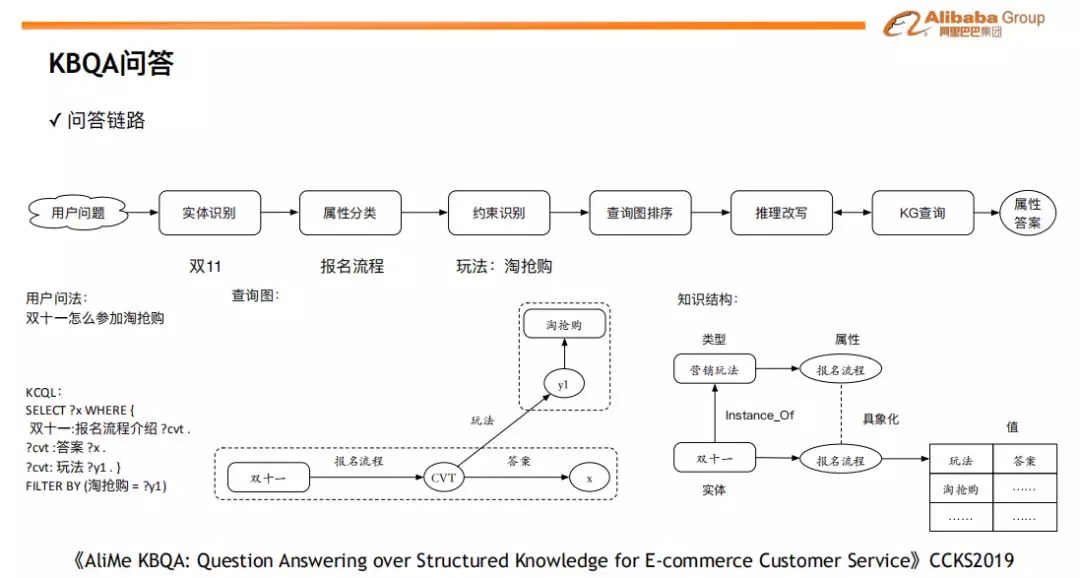 Alibaba Group
阿里巴巴集团
KBQA问答
✓ 问答链路
用户问题
实体识别
属性分类
约束识别
查询图排序
推理改写
KG查询
属性
答案
双11
报名流程
玩法：淘抢购
用户问法：
双十一怎么参加淘抢购
KCQL：
SELECT ?x WHERE {
双十一:报名流程介绍 ?cvt .
?cvt :答案 ?x .
?cvt: 玩法 ?y1 . }
FILTER BY (淘抢购 = ?y1)
查询图：
淘抢购
y1
玩法
报名流程
答案
双十一
CVT
x
知识结构：
类型
属性
营销玩法
报名流程
Instance_Of
具象化
值
双十一
报名流程
实体
玩法 答案
淘抢购 ……
…… ……
《AliMe KBQA: Question Answering over Structured Knowledge for E-commerce Customer Service》CCKS2019